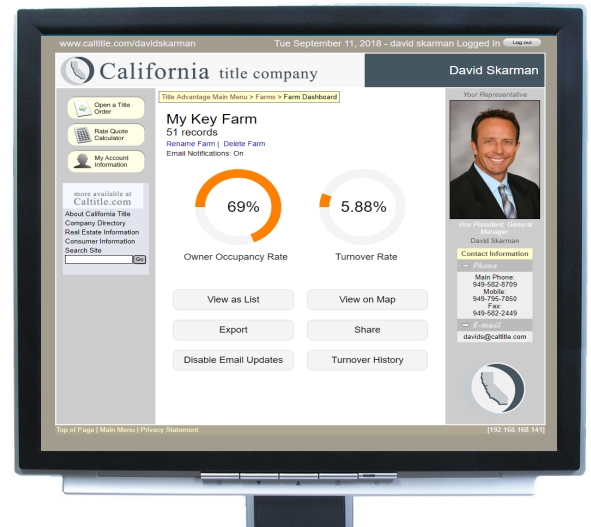 www.caltitle.com/davidskarman
Tue September 11, 2018 - david skarman Logged In Log out
California title company
David Skarman
Open a Title
Order
Rate Quote
Calculator
My Account
Information
more available at
Caltitle.com
About California Title
Company Directory
Real Estate Information
Consumer Information
Search Site
Go
Title Advantage Main Menu > Farms > Farm Dashboard
My Key Farm
51 records
Rename Farm | Delete Farm
Email Notifications: On
69%
5.88%
Owner Occupancy Rate
Turnover Rate
View as List
View on Map
Export
Share
Disable Email Updates
Turnover History
Your Representative
Vice President, General
Manager
David Skarman
Contact Information
Phone
Main Phone:
949-582-8709
Mobile:
949-795-7850
Fax:
949-582-2449
E-mail
davids@caltitle.com
Top of Page | Main Menu | Privacy Statement
[192.168.168.141]